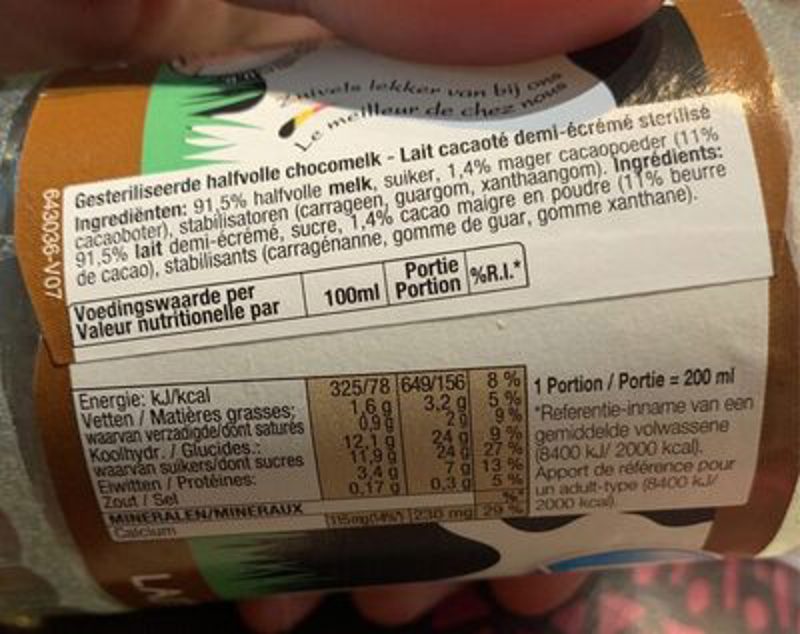 Zuivels lekker van bij ons
Le meilleur de chez nous
Gesteriliseerde halfvolle chocomelk - Lait cacaoté demi-écrémé sterilisé
Ingrediënten: 91,5% halfvolle melk, suiker, 1,4% mager cacaopoeder (11%
cacaoboter), stabilisatoren (carrageen, guargom, xanthaangom). Ingrédients:
91,5% lait demi-écrémé, sucre, 1,4% cacao maigre en poudre (11% beurre
de cacao), stabilisants (carragénanne, gomme de guar, gomme xanthane).
643036-V07
Voedingswaarde per
Valeur nutritionelle par
100ml
Portie
Portion
%R.I.*
Energie: kJ/kcal 325/78 649/156 8 %
Vetten / Matières grasses; 1,6 g 3,2 g 5 %
waarvan verzadigde/dont saturés 0,9 g 2 g 9 %
Koolhydr. / Glucides.: 12,1 g 24 g 9 %
waarvan suikers/dont sucres 11,9 g 24 g 27 %
Eiwitten / Protéines: 3,4 g 7 g 13 %
Zout / Sel 0,17 g 0,3 g 5 %
MINERALEN/MINERAUX %*
Calcium 115mg(14%*) 230 mg 29 %
1 Portion / Portie = 200 ml
*Referentie-inname van een
gemiddelde volwassene
(8400 kJ/ 2000 kcal).
Apport de référence pour
un adult-type (8400 kJ/
2000 kcal).